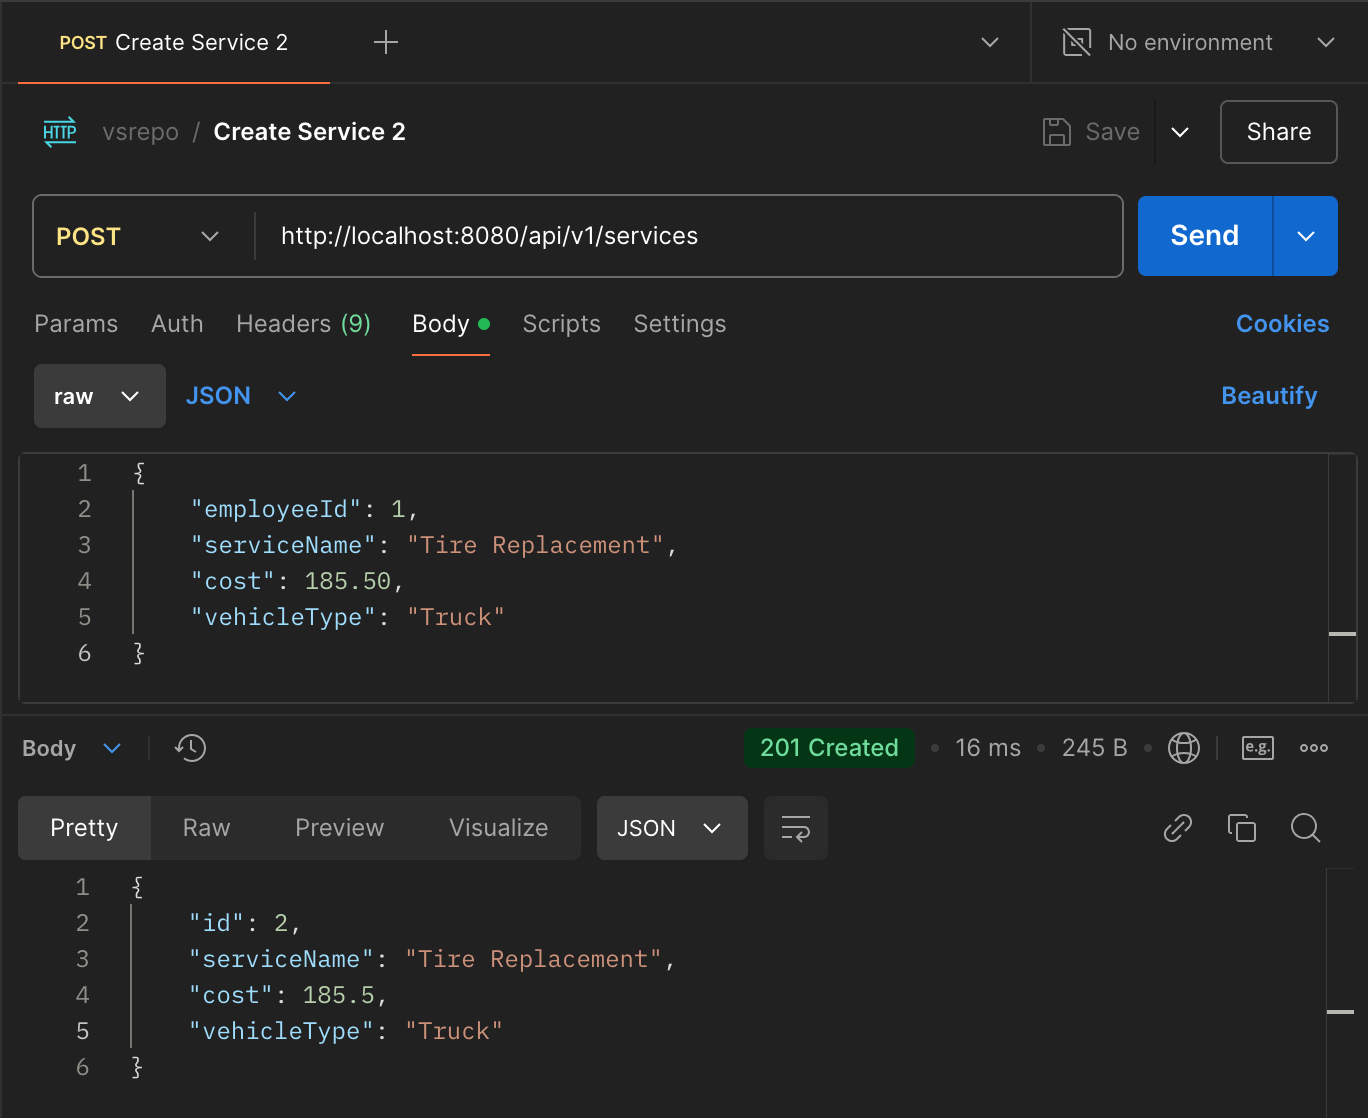 POST Create Service 2
No environment
HTTP vsrepo / Create Service 2
Save
Share
POST http://localhost:8080/api/v1/services
Send
Params Auth Headers (9) Body Scripts Settings Cookies
raw JSON Beautify
1 {
2 "employeeId": 1,
3 "serviceName": "Tire Replacement",
4 "cost": 185.50,
5 "vehicleType": "Truck"
6 }
Body 201 Created • 16 ms • 245 B • e.g.
Pretty Raw Preview Visualize JSON
1 {
2 "id": 2,
3 "serviceName": "Tire Replacement",
4 "cost": 185.5,
5 "vehicleType": "Truck"
6 }